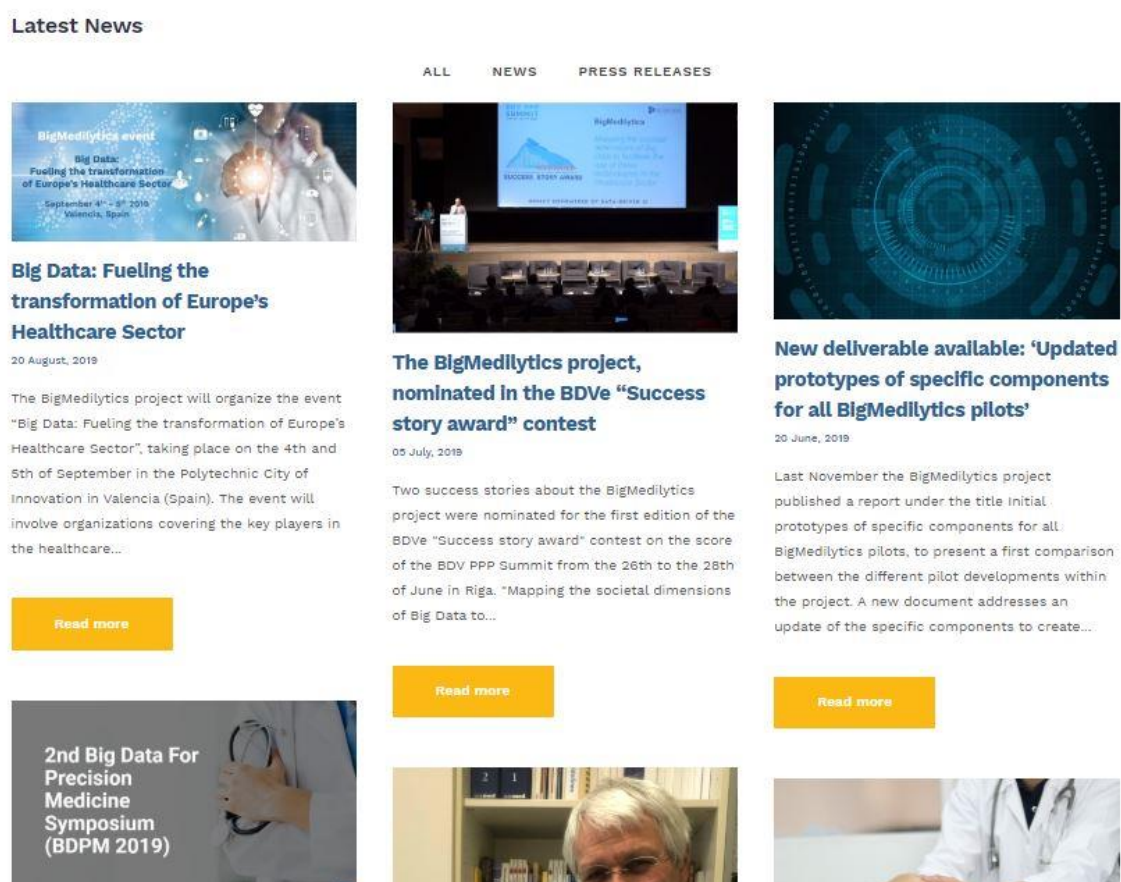 Latest News
ALL NEWS PRESS RELEASES
BigMedilytics event
Big Data:
Fueling the transformation
of Europe's Healthcare Sector
September 4th - 5th 2019
Valencia, Spain
Big Data: Fueling the
transformation of Europe's
Healthcare Sector
20 August, 2019
The BigMedilytics project will organize the event
"Big Data: Fueling the transformation of Europe's
Healthcare Sector", taking place on the 4th and
5th of September in the Polytechnic City of
Innovation in Valencia (Spain). The event will
involve organizations covering the key players in
the healthcare...
Read more
SUMMIT
BigMedilytics
SUCCESS STORY AWARD
The BigMedilytics project,
nominated in the BDVe “Success
story award” contest
05 July, 2019
Two success stories about the BigMedilytics
project were nominated for the first edition of the
BDVe "Success story award" contest on the score
of the BDV PPP Summit from the 26th to the 28th
of June in Riga. "Mapping the societal dimensions
of Big Data to...
Read more
New deliverable available: ‘Updated
prototypes of specific components
for all BigMedilytics pilots’
20 June, 2019
Last November the BigMedilytics project
published a report under the title Initial
prototypes of specific components for all
BigMedilytics pilots, to present a first comparison
between the different pilot developments within
the project. A new document addresses an
update of the specific components to create...
Read more
2nd Big Data For
Precision
Medicine
Symposium
(BDPM 2019)
2 1